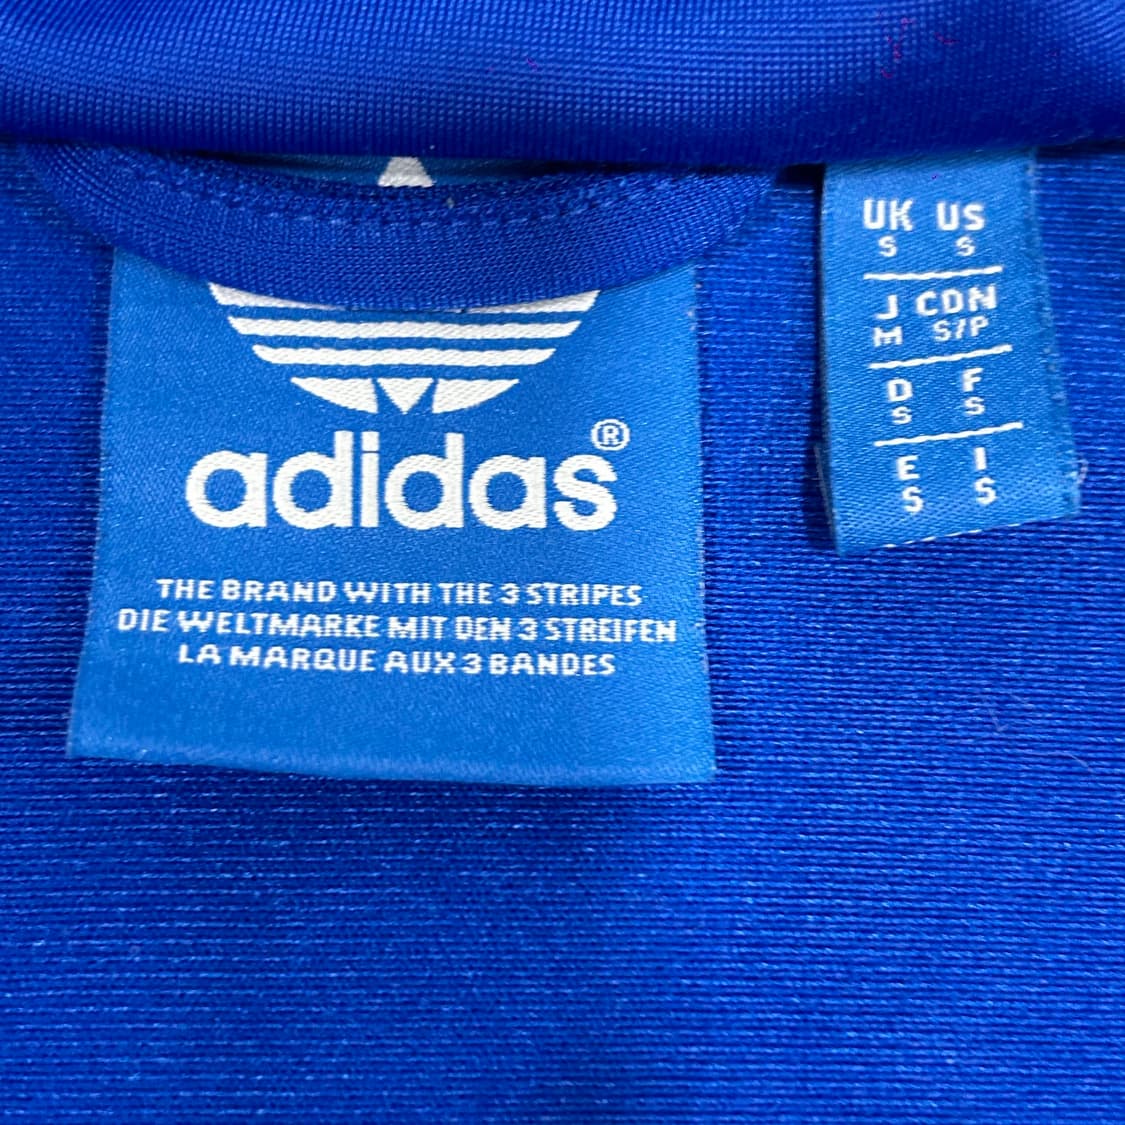 adidas®
THE BRAND WITH THE 3 STRIPES
DIE WELTMARKE MIT DEN 3 STREIFEN
LA MARQUE AUX 3 BANDES
UK US
S S
J CDN
M S/P
D F
S S
E I
S S